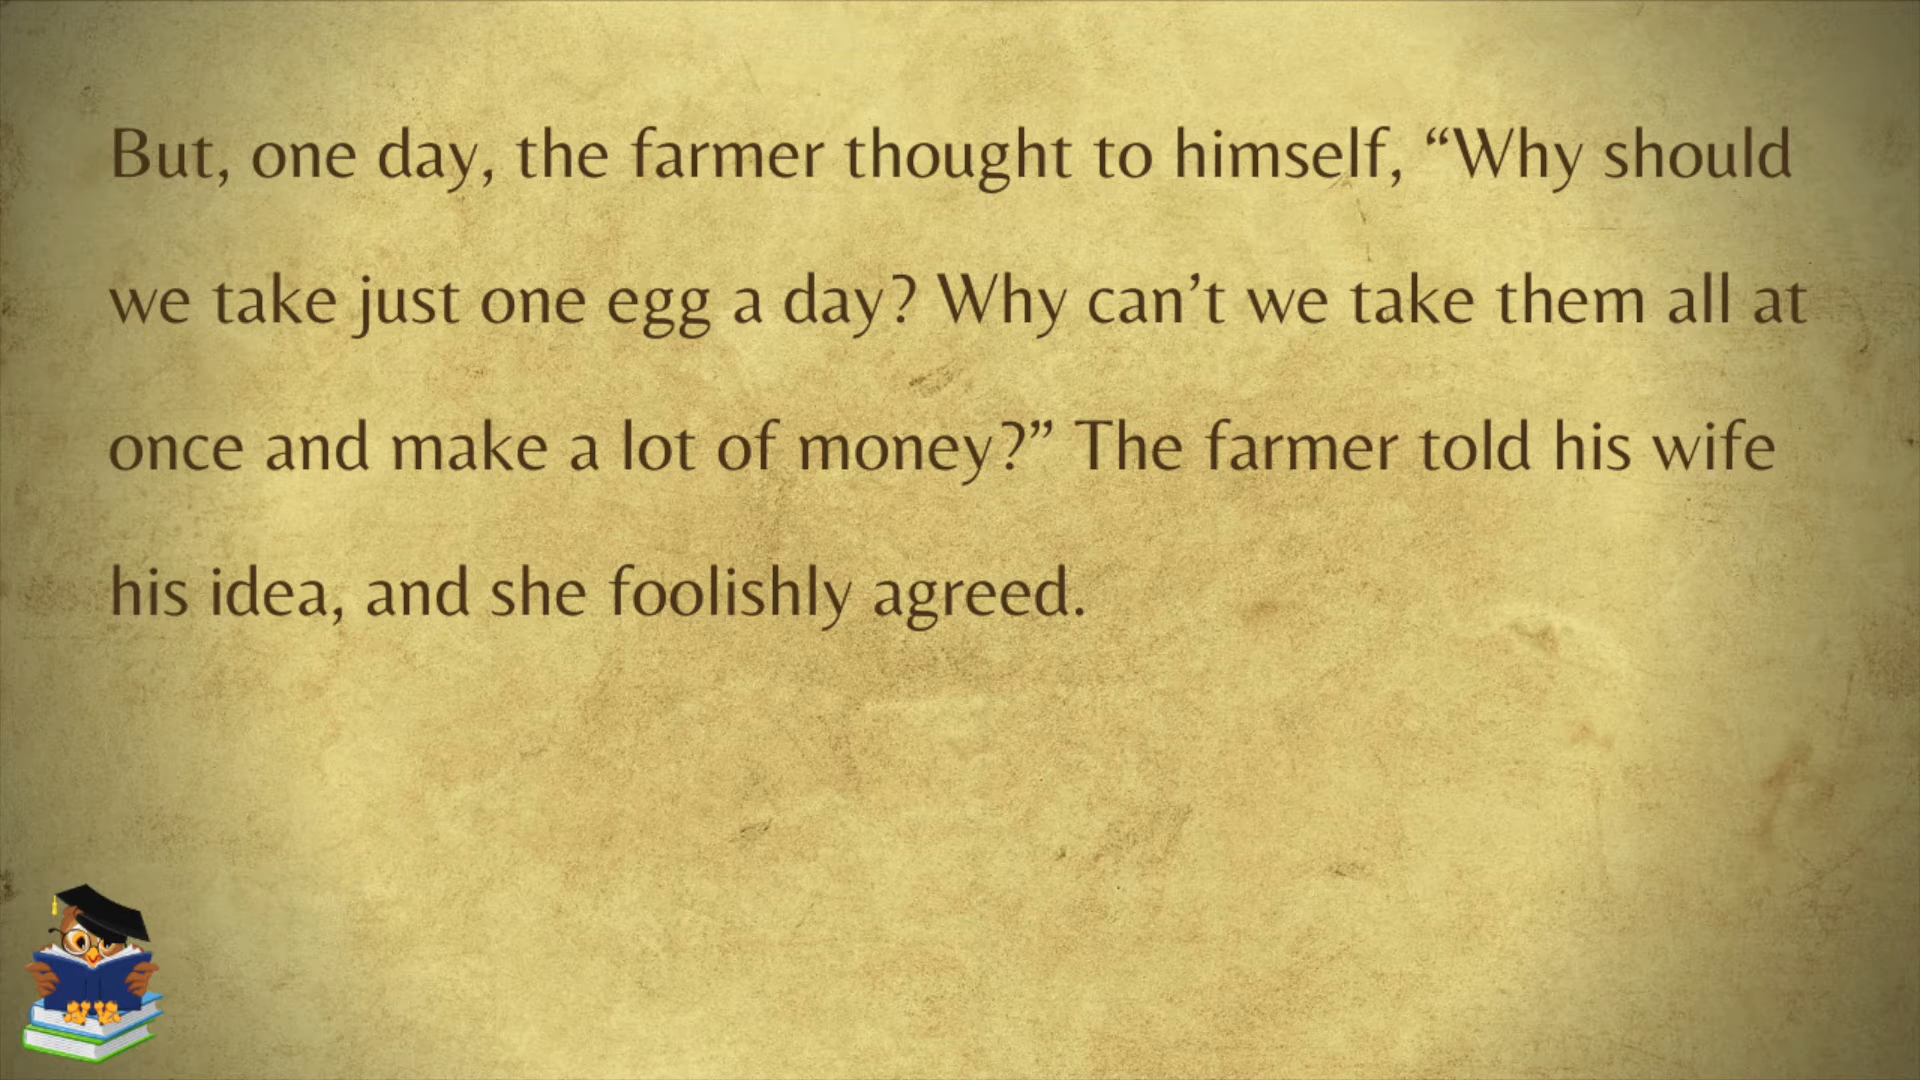 But, one day, the farmer thought to himself, “Why should
we take just one egg a day? Why can’t we take them all at
once and make a lot of money?” The farmer told his wife
his idea, and she foolishly agreed.